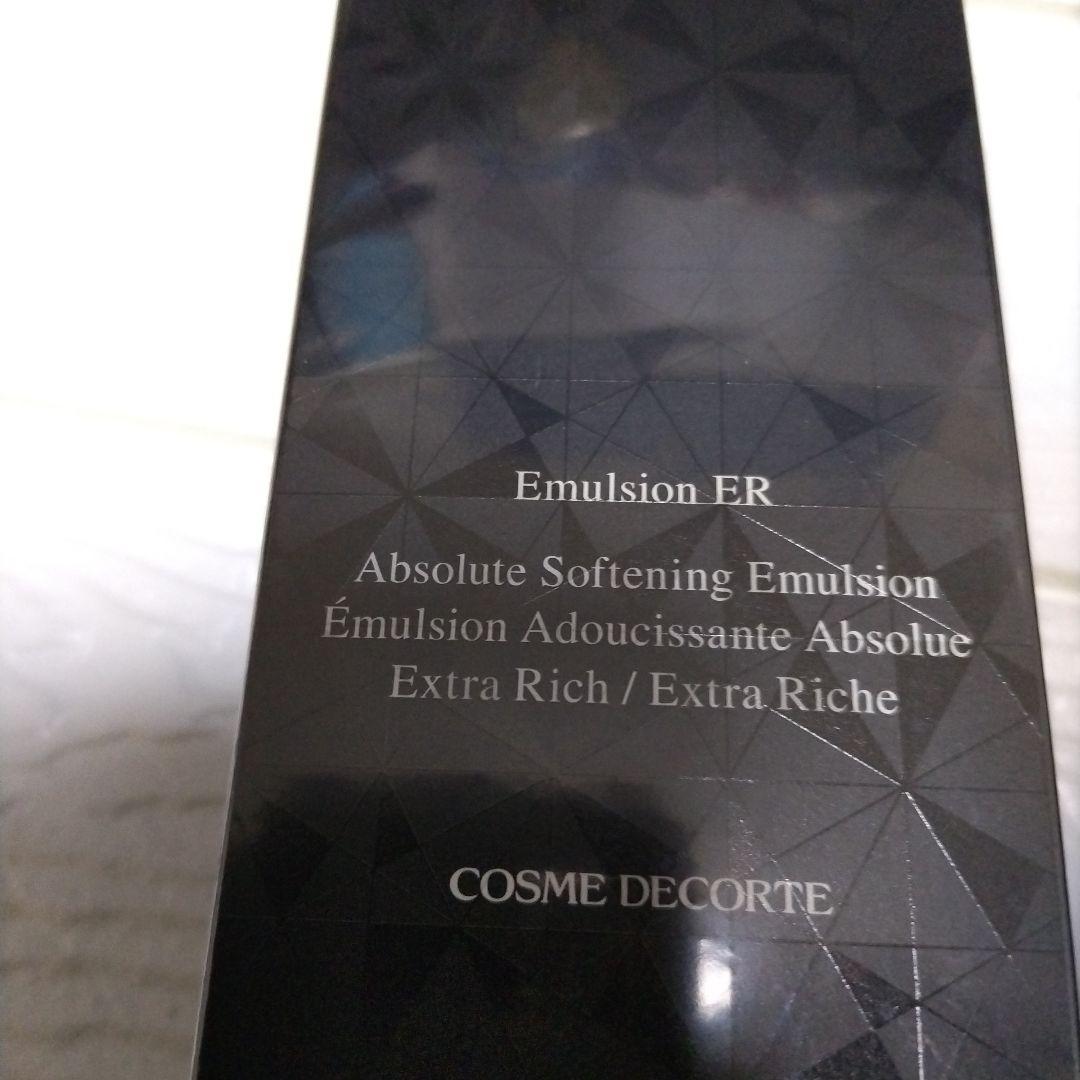 Emulsion ER
Absolute Softening Emulsion
Émulsion Adoucissante Absolue
Extra Rich / Extra Riche
COSME DECORTE